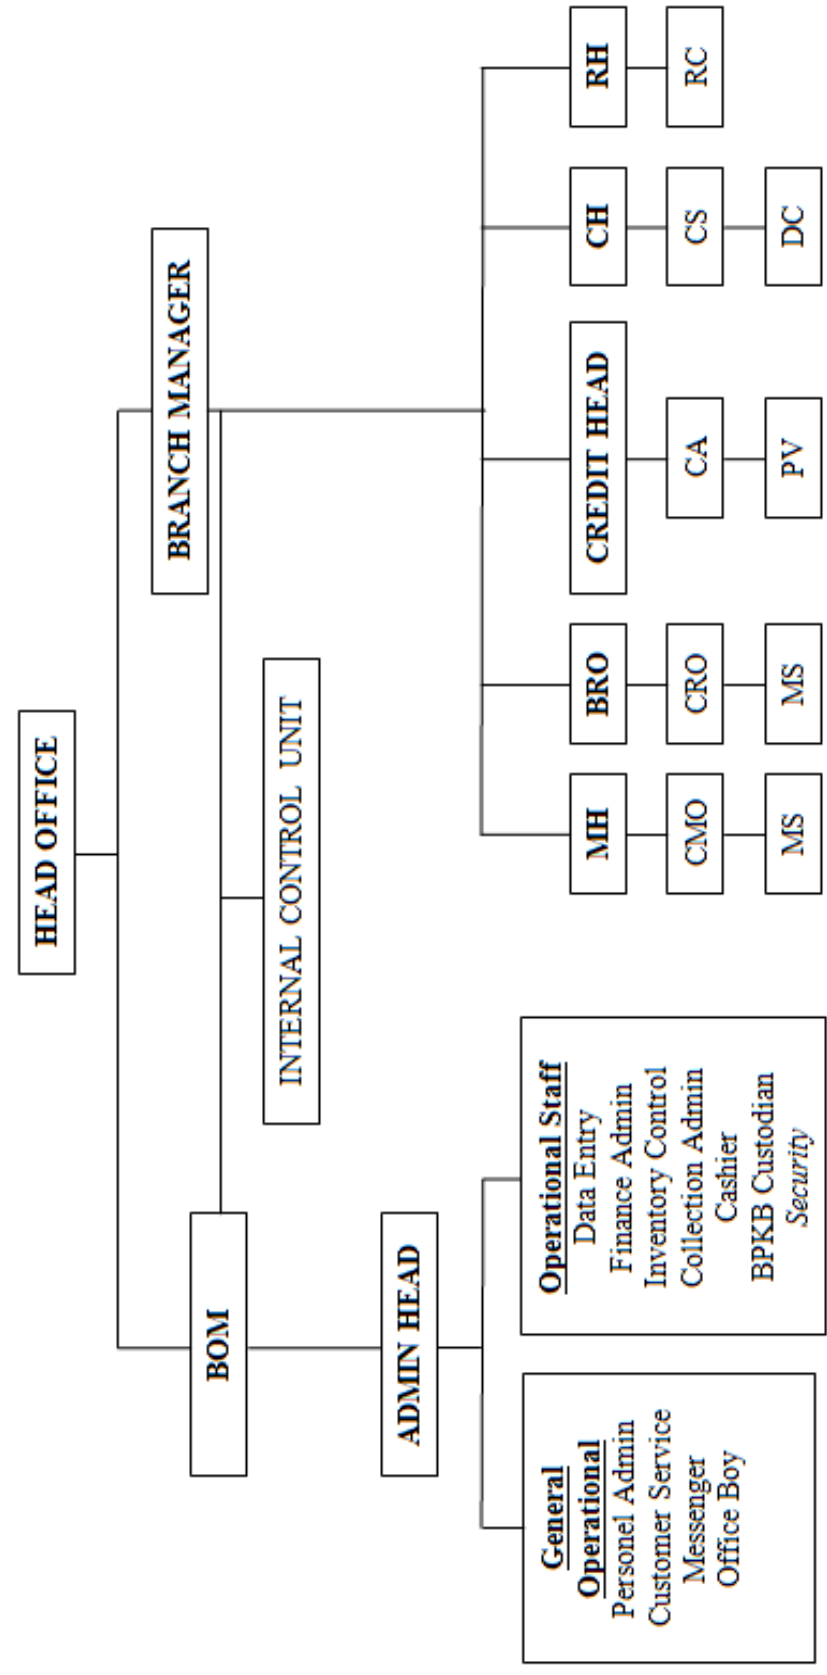 HEAD OFFICE
BOM
BRANCH MANAGER
INTERNAL CONTROL UNIT
ADMIN HEAD
General
Operational
Personel Admin
Customer Service
Messenger
Office Boy
Operational Staff
Data Entry
Finance Admin
Inventory Control
Collection Admin
Cashier
BPKB Custodian
Security
MH
BRO
CREDIT HEAD
CH
RH
CMO
CRO
CA
CS
RC
MS
MS
PV
DC